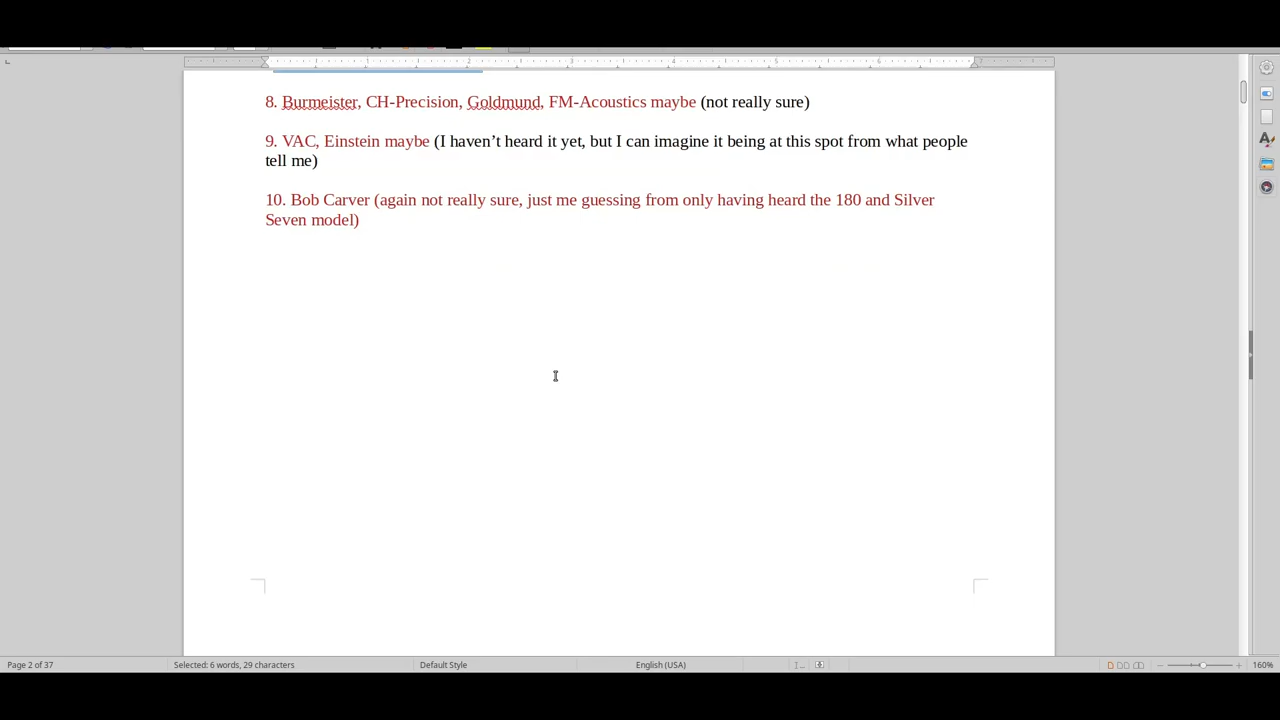 8. Burmeister, CH-Precision, Goldmund, FM-Acoustics maybe (not really sure)
9. VAC, Einstein maybe (I haven’t heard it yet, but I can imagine it being at this spot from what people
tell me)
10. Bob Carver (again not really sure, just me guessing from only having heard the 180 and Silver
Seven model)
Page 2 of 37 Selected: 6 words, 29 characters Default Style English (USA) 160%